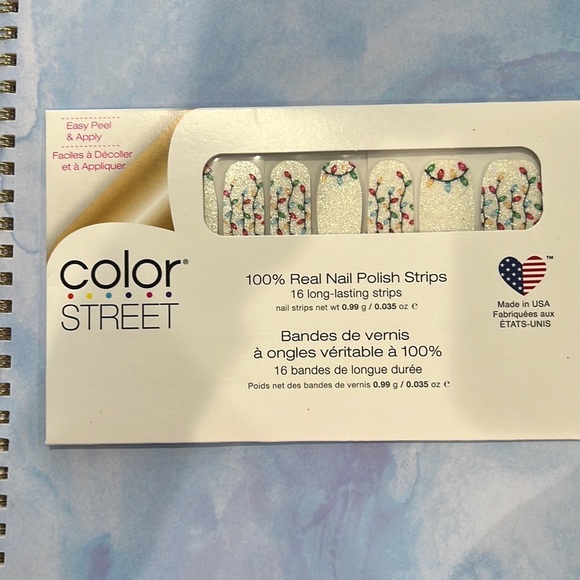 Easy Peel
& Apply
Faciles à Décoller
et à Appliquer
color®
STREET
100% Real Nail Polish Strips
16 long-lasting strips
nail strips net wt 0.99 g / 0.035 oz ℮
Bandes de vernis
à ongles véritable à 100%
16 bandes de longue durée
Poids net des bandes de vernis 0.99 g / 0.035 oz ℮
TM
Made in USA
Fabriquées aux
ÉTATS-UNIS